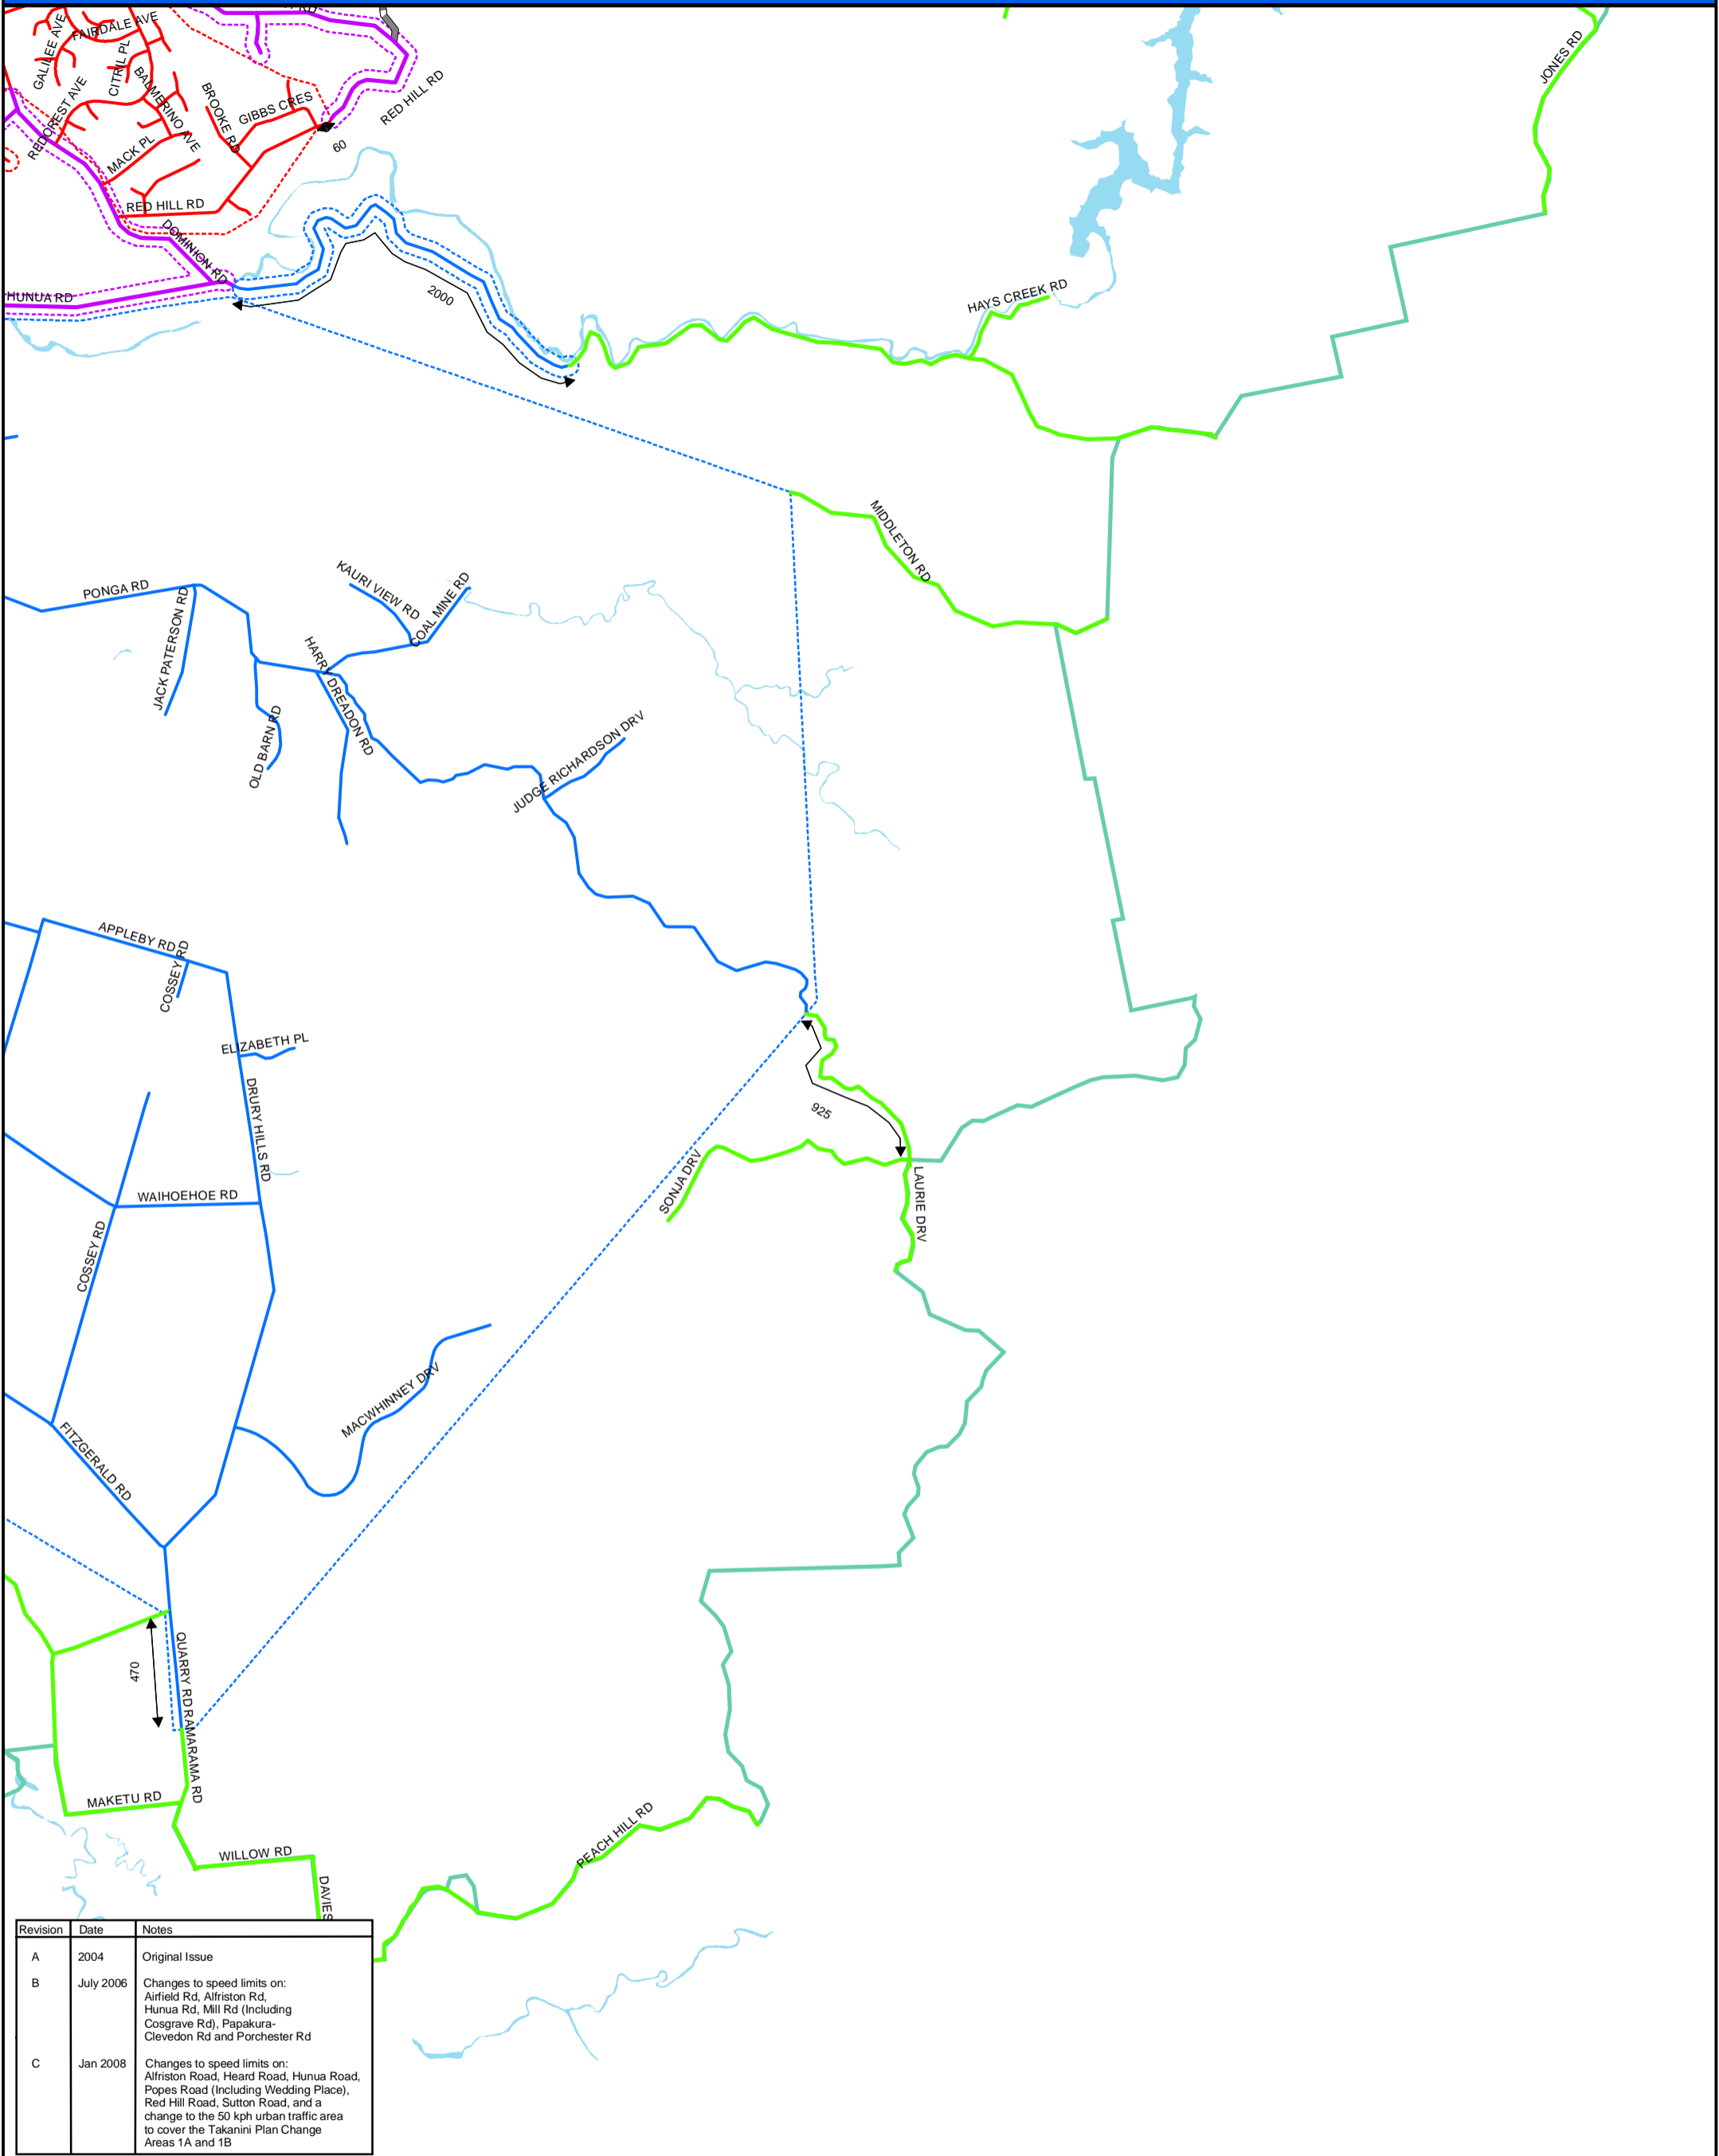 GALILEE AVE
FAIRDALE AVE
CITRIL PL
REDCREST AVE
BALMERINO AVE
BROOKE RD
GIBBS CRES
MACK PL
RED HILL RD
RED HILL RD
60
DOMINION RD
HUNUA RD
2000
JONES RD
HAYS CREEK RD
MIDDLETON RD
PONGA RD
JACK PATERSON RD
KAURI VIEW RD
COAL MINE RD
HARRY DREADON RD
OLD BARN RD
JUDGE RICHARDSON DRV
APPLEBY RD
COSSEY RD
ELIZABETH PL
DRURY HILLS RD
WAIHOEHOE RD
COSSEY RD
925
SONJA DRV
LAURIE DRV
MACWHINNEY DRV
FITZGERALD RD
QUARRY RD
470
RAMARAMA RD
MAKETU RD
WILLOW RD
DAVIES
PEACH HILL RD
Revision Date Notes
A 2004 Original Issue
B July 2006 Changes to speed limits on:
Airfield Rd, Alfriston Rd,
Hunua Rd, Mill Rd (Including
Cosgrave Rd), Papakura-
Clevedon Rd and Porchester Rd
C Jan 2008 Changes to speed limits on:
Alfriston Road, Heard Road, Hunua Road,
Popes Road (Including Wedding Place),
Red Hill Road, Sutton Road, and a
change to the 50 kph urban traffic area
to cover the Takanini Plan Change
Areas 1A and 1B